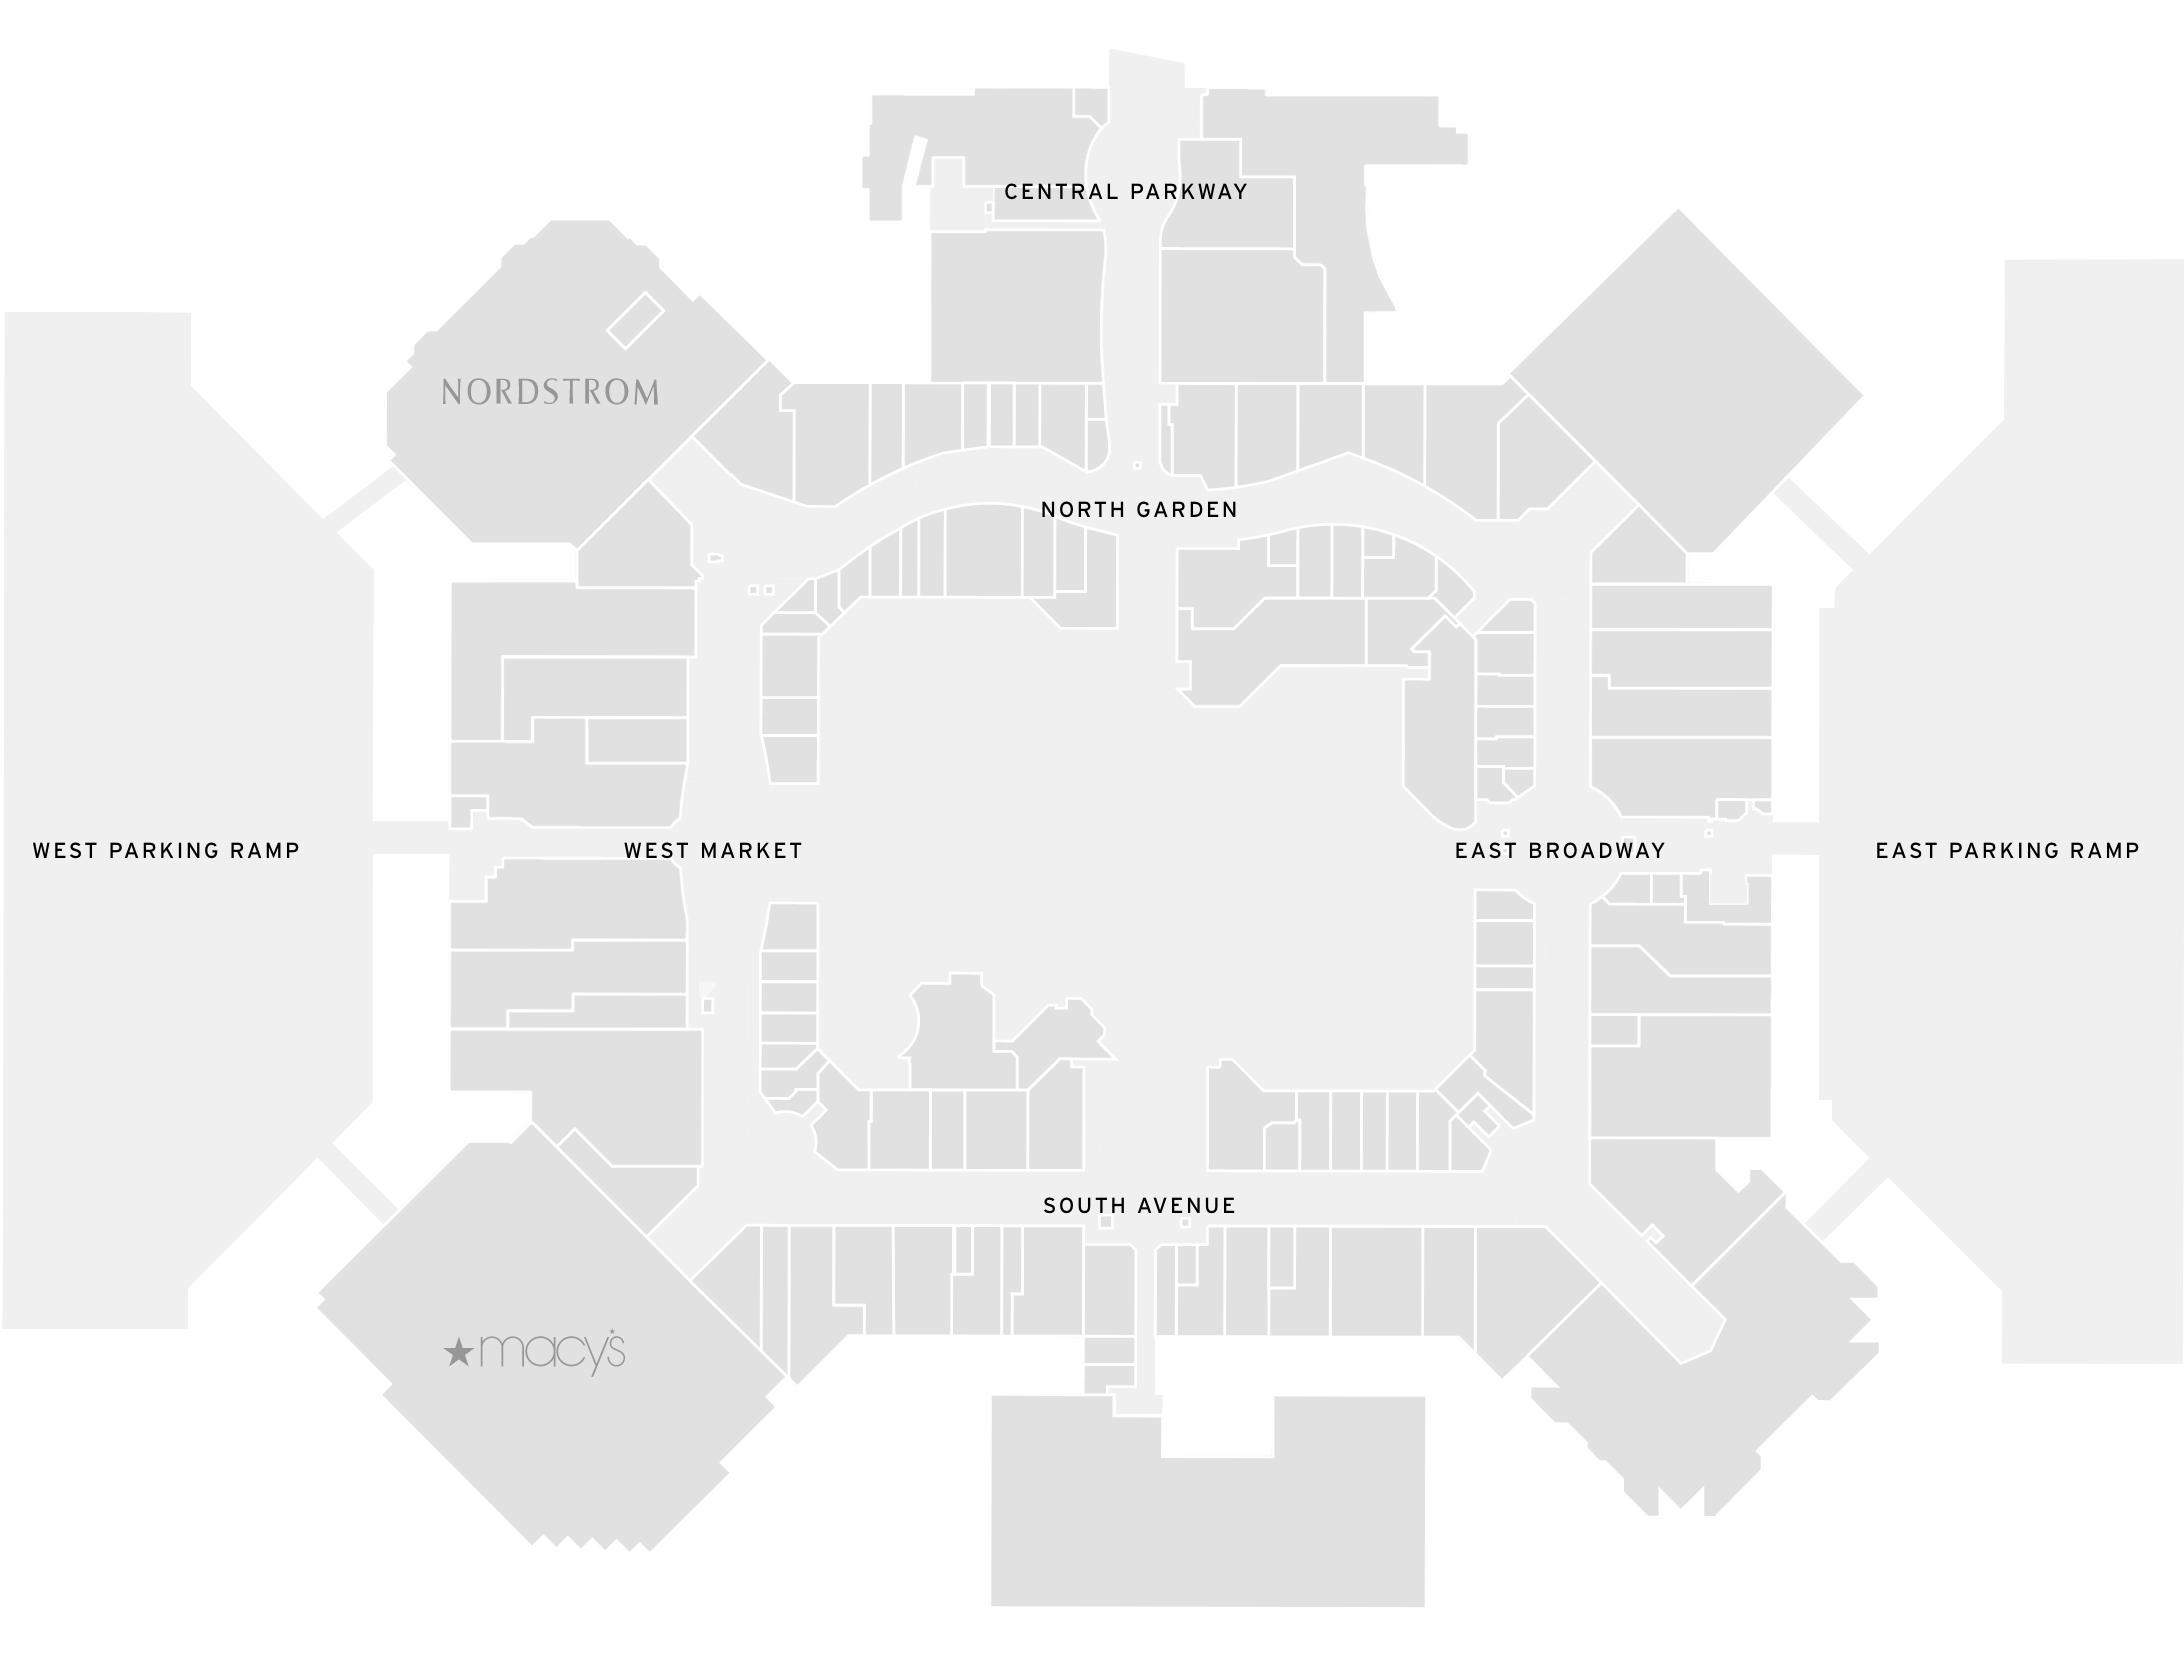 CENTRAL PARKWAY
NORDSTROM
NORTH GARDEN
WEST PARKING RAMP
WEST MARKET
EAST BROADWAY
EAST PARKING RAMP
SOUTH AVENUE
★macy's